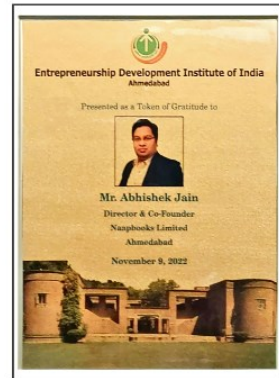 Entrepreneurship Development Institute of India
Ahmedabad
Presented as a Token of Gratitude to
Mr. Abhishek Jain
Director & Co-Founder
Nanpbooks Limited
Ahmedabad
November 9, 2022